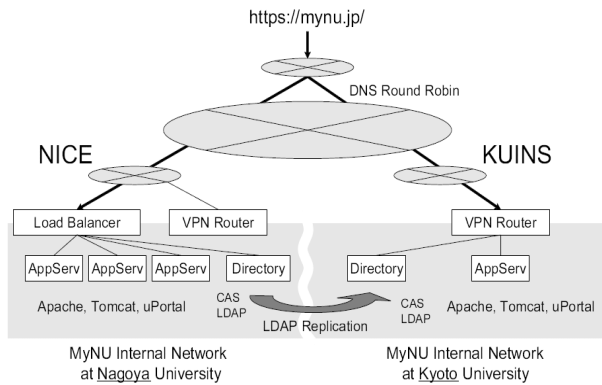 https://mynu.jp/
DNS Round Robin
NICE
KUINS
Load Balancer
VPN Router
VPN Router
AppServ
AppServ
AppServ
Directory
Directory
AppServ
Apache, Tomcat, uPortal
CAS
LDAP
CAS
LDAP
Apache, Tomcat, uPortal
LDAP Replication
MyNU Internal Network
at Nagoya University
MyNU Internal Network
at Kyoto University